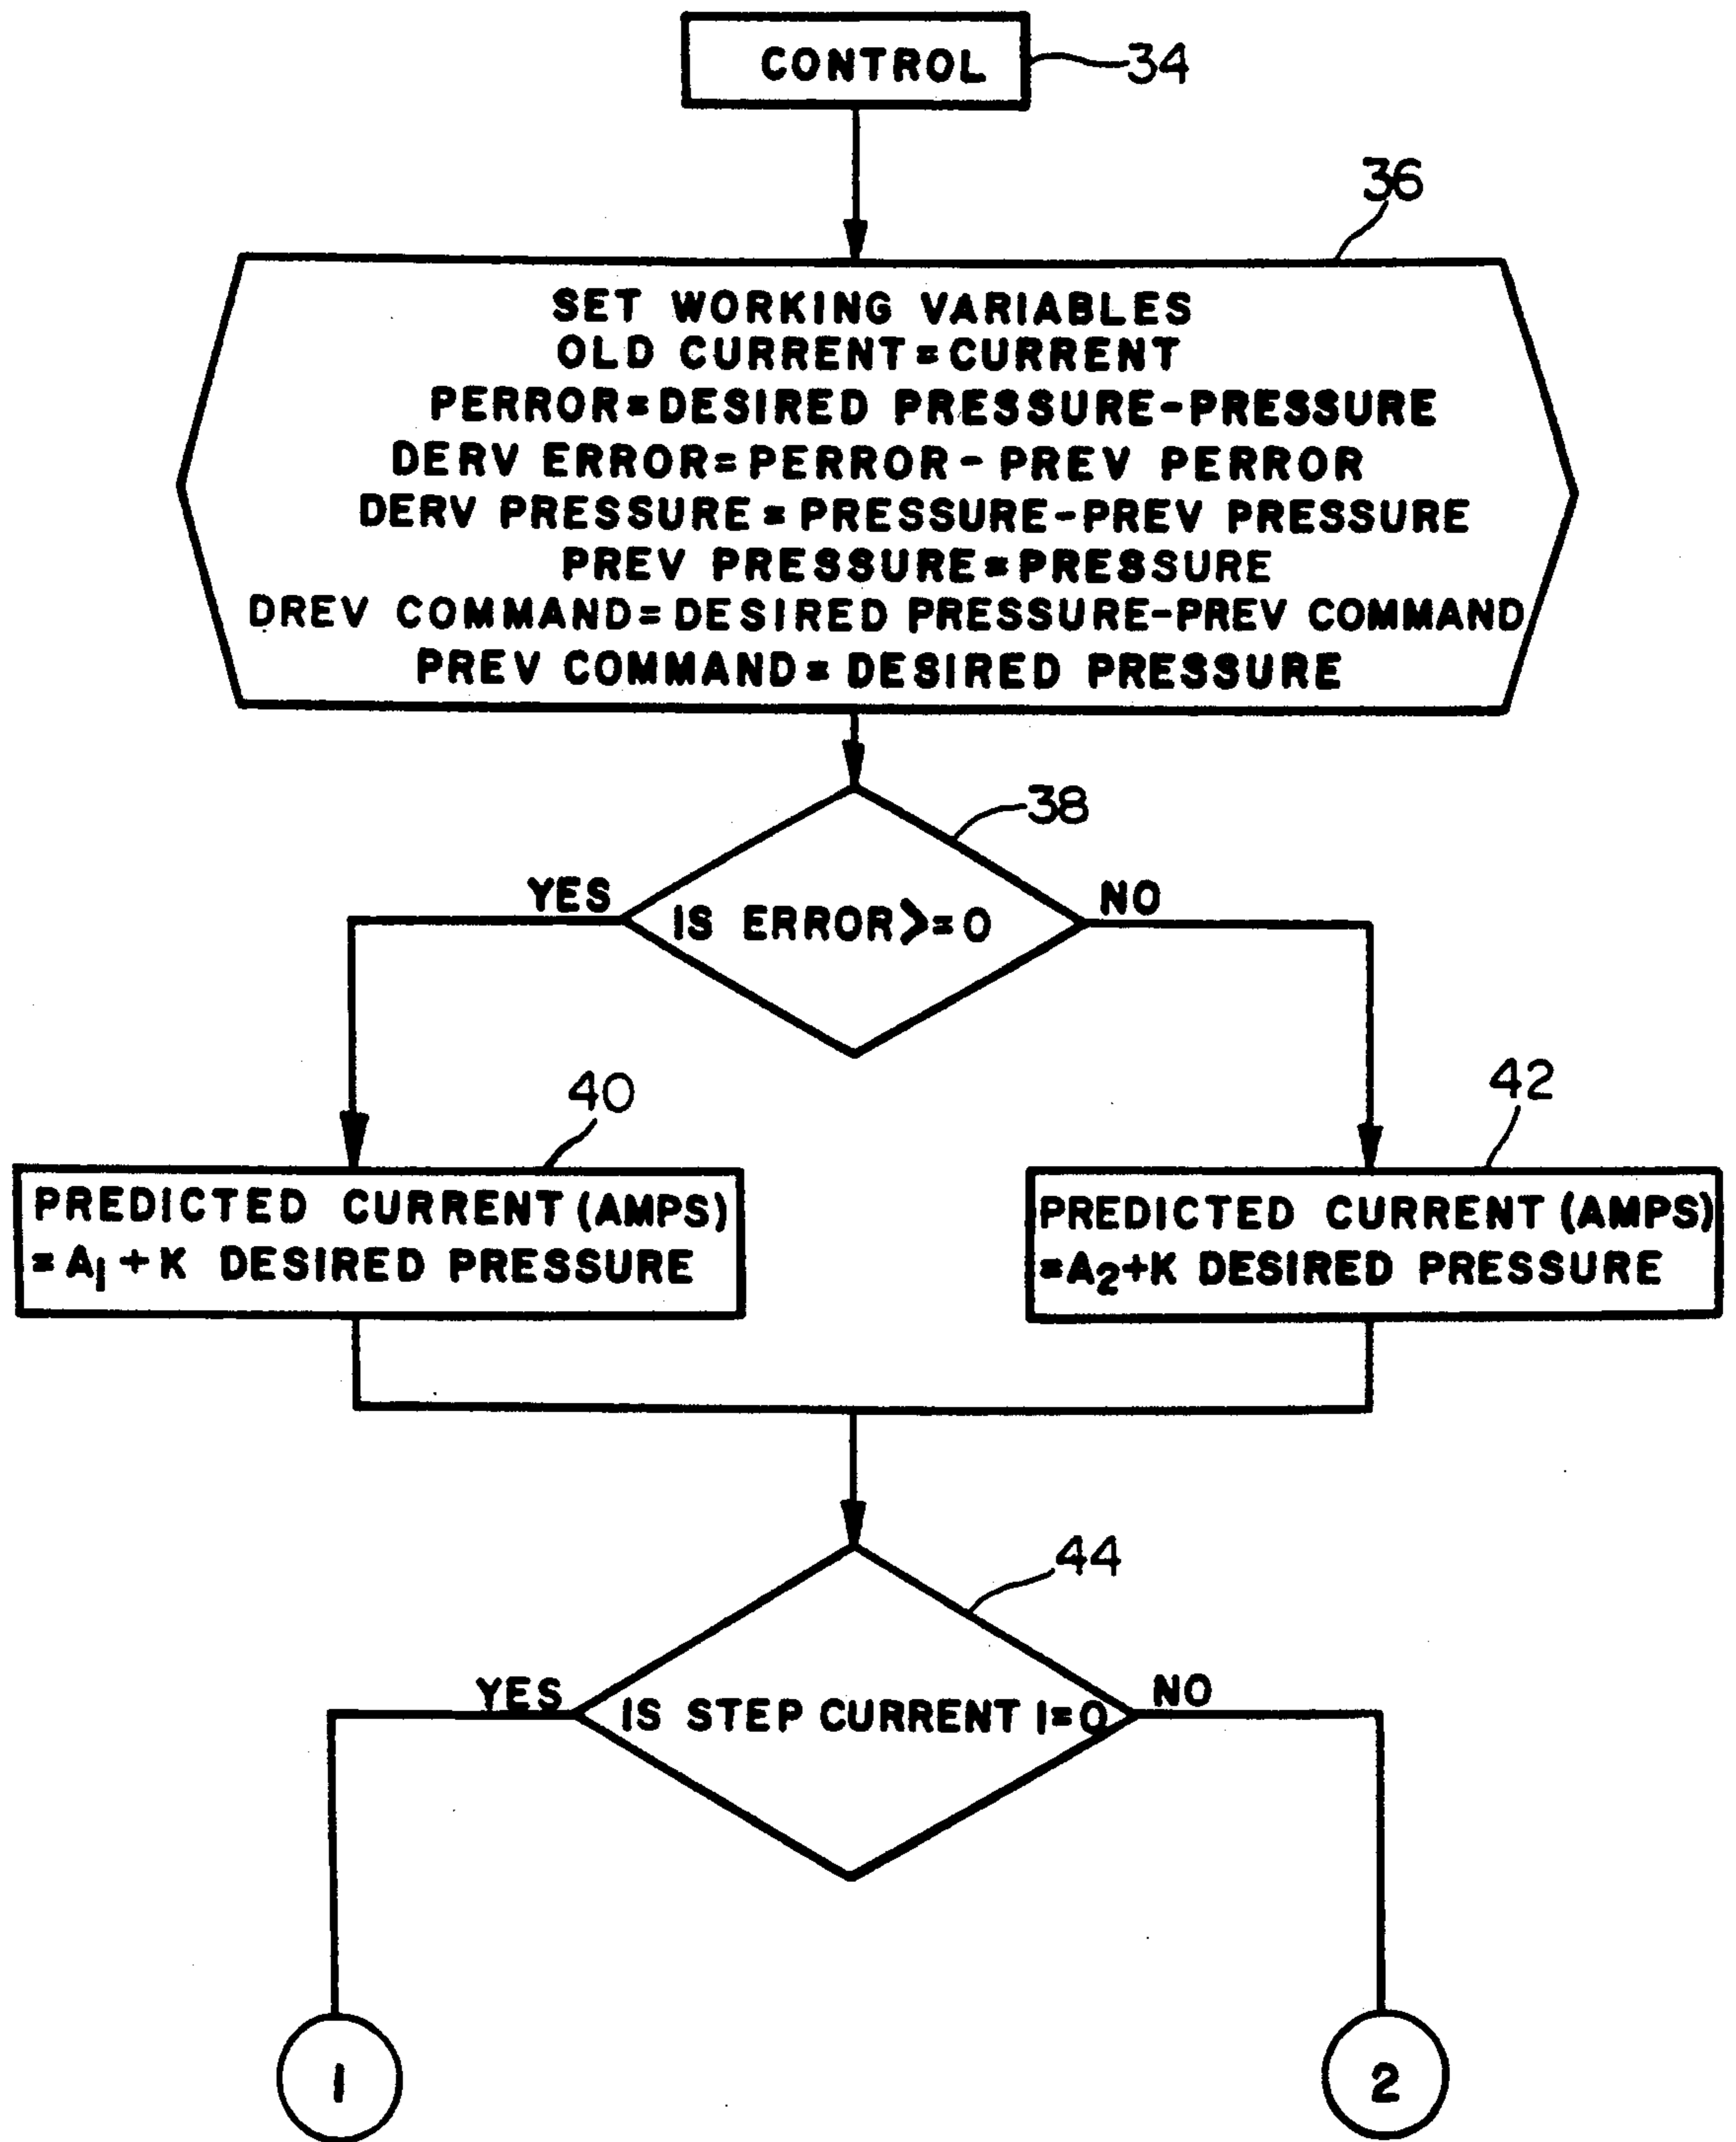 CONTROL
34
36
SET WORKING VARIABLES
OLD CURRENT=CURRENT
PERROR=DESIRED PRESSURE-PRESSURE
DERV ERROR=PERROR- PREV PERROR
DERV PRESSURE=PRESSURE-PREV PRESSURE
PREV PRESSURE=PRESSURE
DREV COMMAND=DESIRED PRESSURE-PREV COMMAND
PREV COMMAND= DESIRED PRESSURE
38
YES
IS ERROR>=0
NO
40
PREDICTED CURRENT (AMPS)
=A₁+K DESIRED PRESSURE
42
PREDICTED CURRENT (AMPS)
=A₂+K DESIRED PRESSURE
44
YES
IS STEP CURRENT I=0
NO
1
2